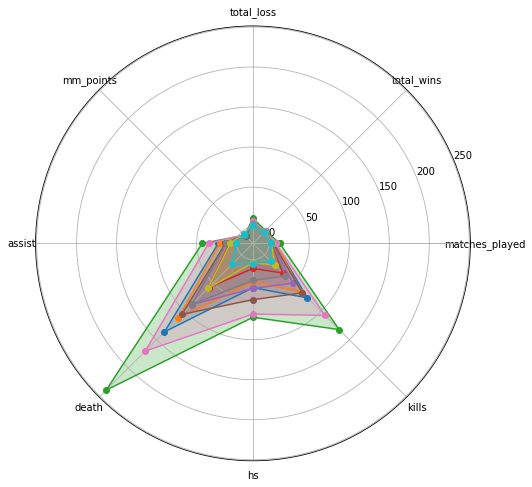 total_loss
mm_points
total_wins
250
200
150
100
50
assist
matches_played
death
kills
hs